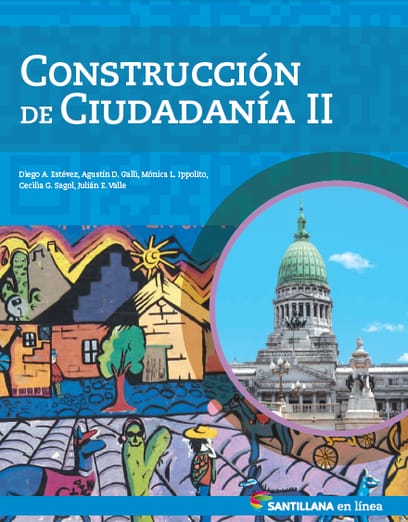 CONSTRUCCIÓN
DE CIUDADANÍA II
Diego A. Estévez, Agustín D. Galli, Mónica L. Ippolito,
Cecilia G. Sagol, Julián E. Valle
SANTILLANA en línea